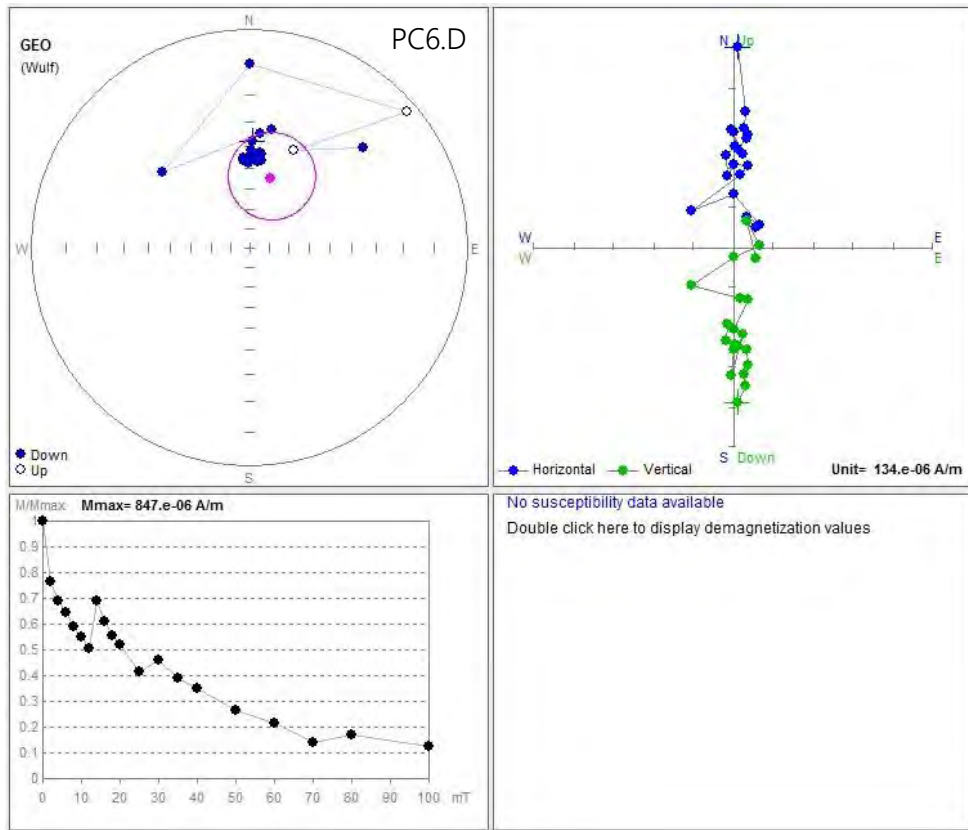 N
GEO
(Wulf)
PC6.D
W
E
S
Down
Up
N Up
W E
W E
S Down
Horizontal Vertical Unit= 134.e-06 A/m
M/Mmax Mmax= 847.e-06 A/m
1
0.9
0.8
0.7
0.6
0.5
0.4
0.3
0.2
0.1
0
0 10 20 30 40 50 60 70 80 90 100 mT
No susceptibility data available
Double click here to display demagnetization values